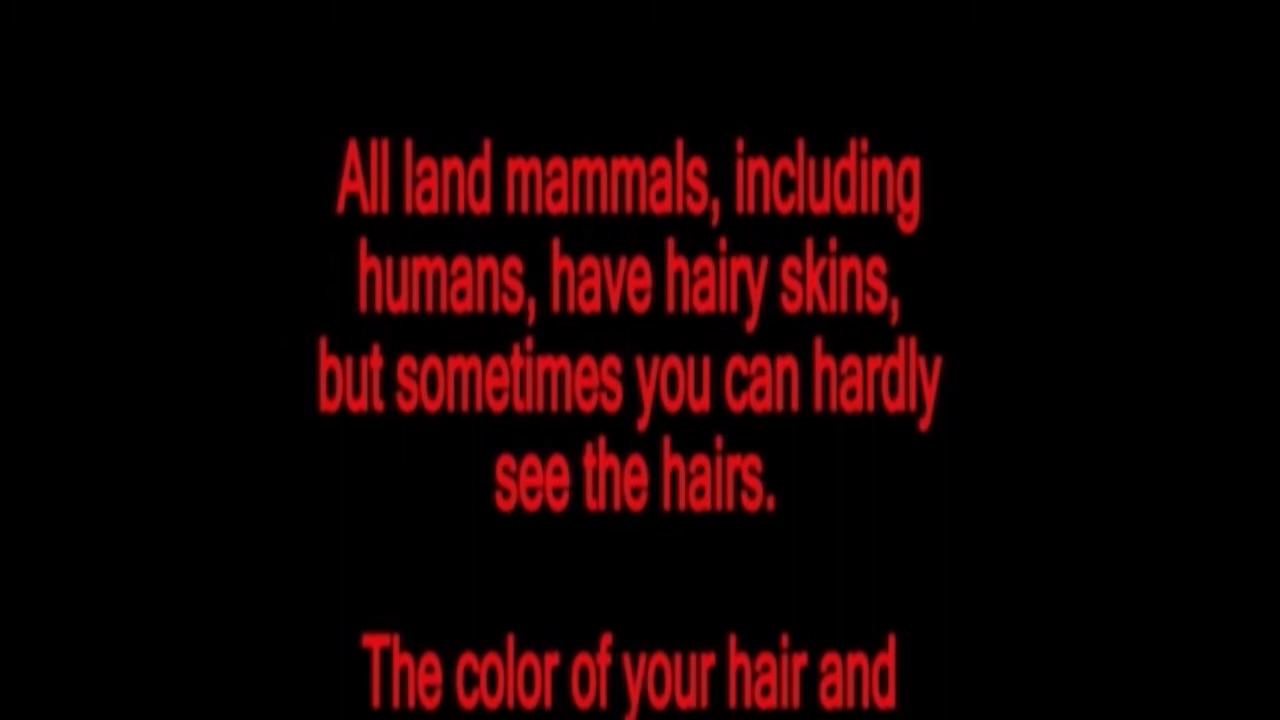 All land mammals, including
humans, have hairy skins,
but sometimes you can hardly
see the hairs.
The color of your hair and